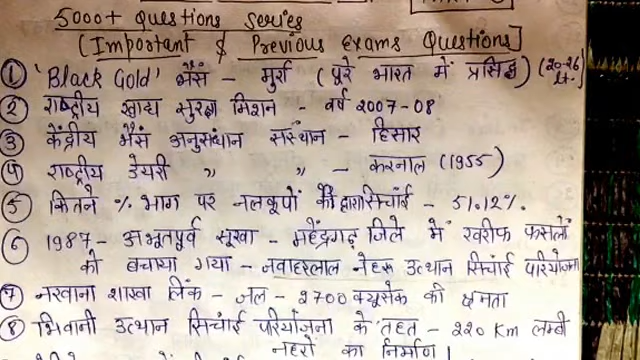 5000+ Questions Series
[Important & Previous Exams Questions]
① 'Black Gold' भैंस - मुर्रा (पूरे भारत में प्रसिद्ध) (20-26 lt.)
② राष्ट्रीय खाद्य सुरक्षा मिशन - वर्ष 2007-08
③ केंद्रीय भैंस अनुसंधान संस्थान - हिसार
④ राष्ट्रीय डेयरी " " - करनाल (1955)
⑤ कितने % भाग पर नलकूपों की द्वारा सिंचाई - 51.12%.
⑥ 1987 - अभूतपूर्व सूखा - महेंद्रगढ़ जिले में खरीफ फसलों
को बचाया गया - जवाहरलाल नेहरू उत्थान सिंचाई परियोजना
⑦ नरवाना शाखा लिंक - जल - 2700 क्यूसेक की क्षमता
⑧ भिवानी उत्थान सिंचाई परियोजना के तहत - 220 Km लम्बी
नहरों का निर्माण।